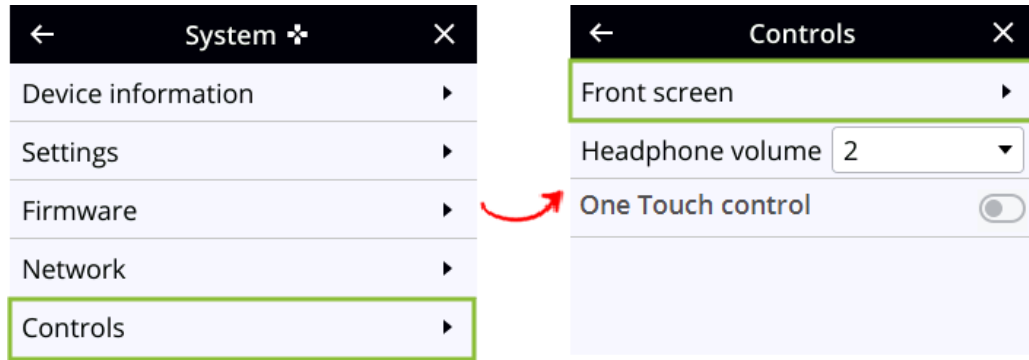 System
Device information
Settings
Firmware
Network
Controls
Controls
Front screen
Headphone volume 2
One Touch control